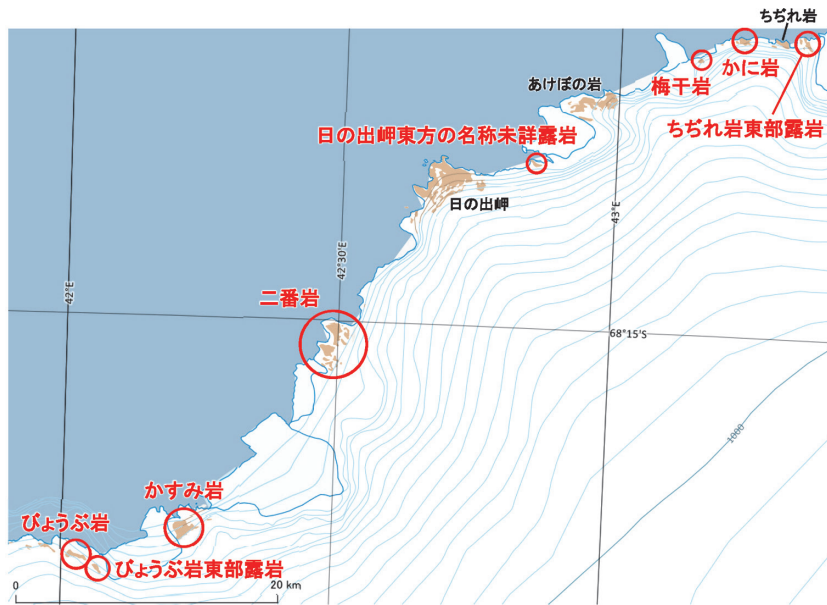 ちぢれ岩
かに岩
梅干岩
あけぼの岩
ちぢれ岩東部露岩
日の出岬東方の名称未詳露岩
日の出岬
43°E
42°30'E
42°E
二番岩
68°15'S
1000
かすみ岩
びょうぶ岩
びょうぶ岩東部露岩
0
20 km